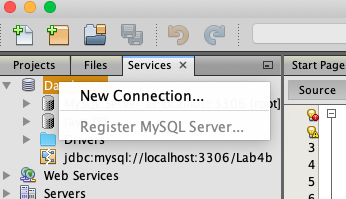 Projects Files Services × Start Page
Source
New Connection...
Register MySQL Server...
Drivers
jdbc:mysql://localhost:3306/Lab4b
Web Services
Servers
3
4
5
6